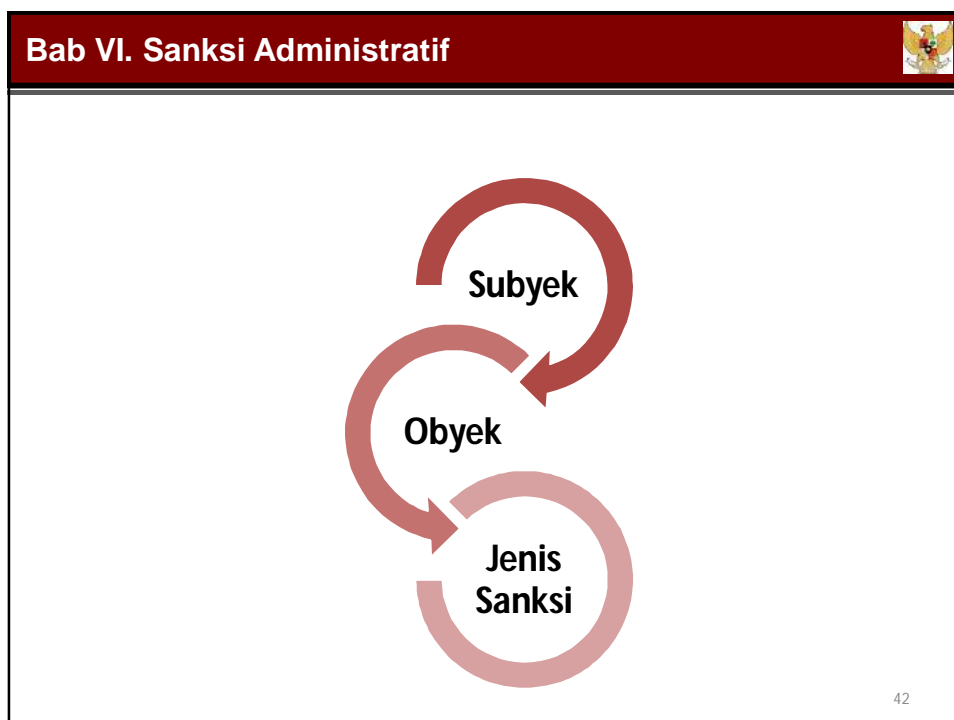 Bab VI. Sanksi Administratif
Subyek
Obyek
Jenis
Sanksi
42